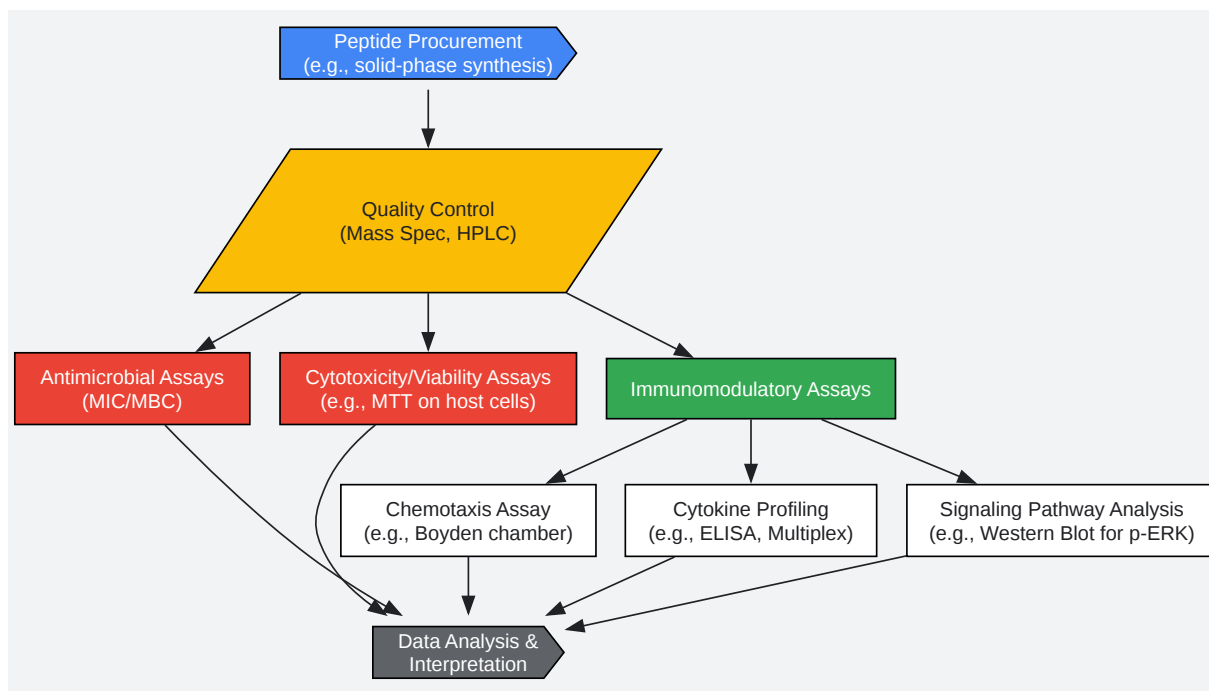 Peptide Procurement
(e.g., solid-phase synthesis)
Quality Control
(Mass Spec, HPLC)
Antimicrobial Assays
(MIC/MBC)
Cytotoxicity/Viability Assays
(e.g., MTT on host cells)
Immunomodulatory Assays
Chemotaxis Assay
(e.g., Boyden chamber)
Cytokine Profiling
(e.g., ELISA, Multiplex)
Signaling Pathway Analysis
(e.g., Western Blot for p-ERK)
Data Analysis &
Interpretation